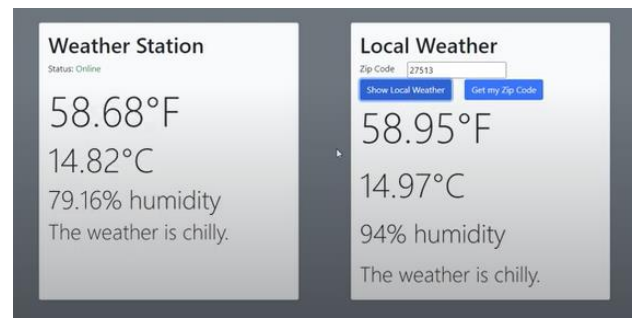 Weather Station
Status: Online
58.68°F
14.82°C
79.16% humidity
The weather is chilly.
Local Weather
Zip Code 27513
Show Local Weather Get my Zip Code
58.95°F
14.97°C
94% humidity
The weather is chilly.